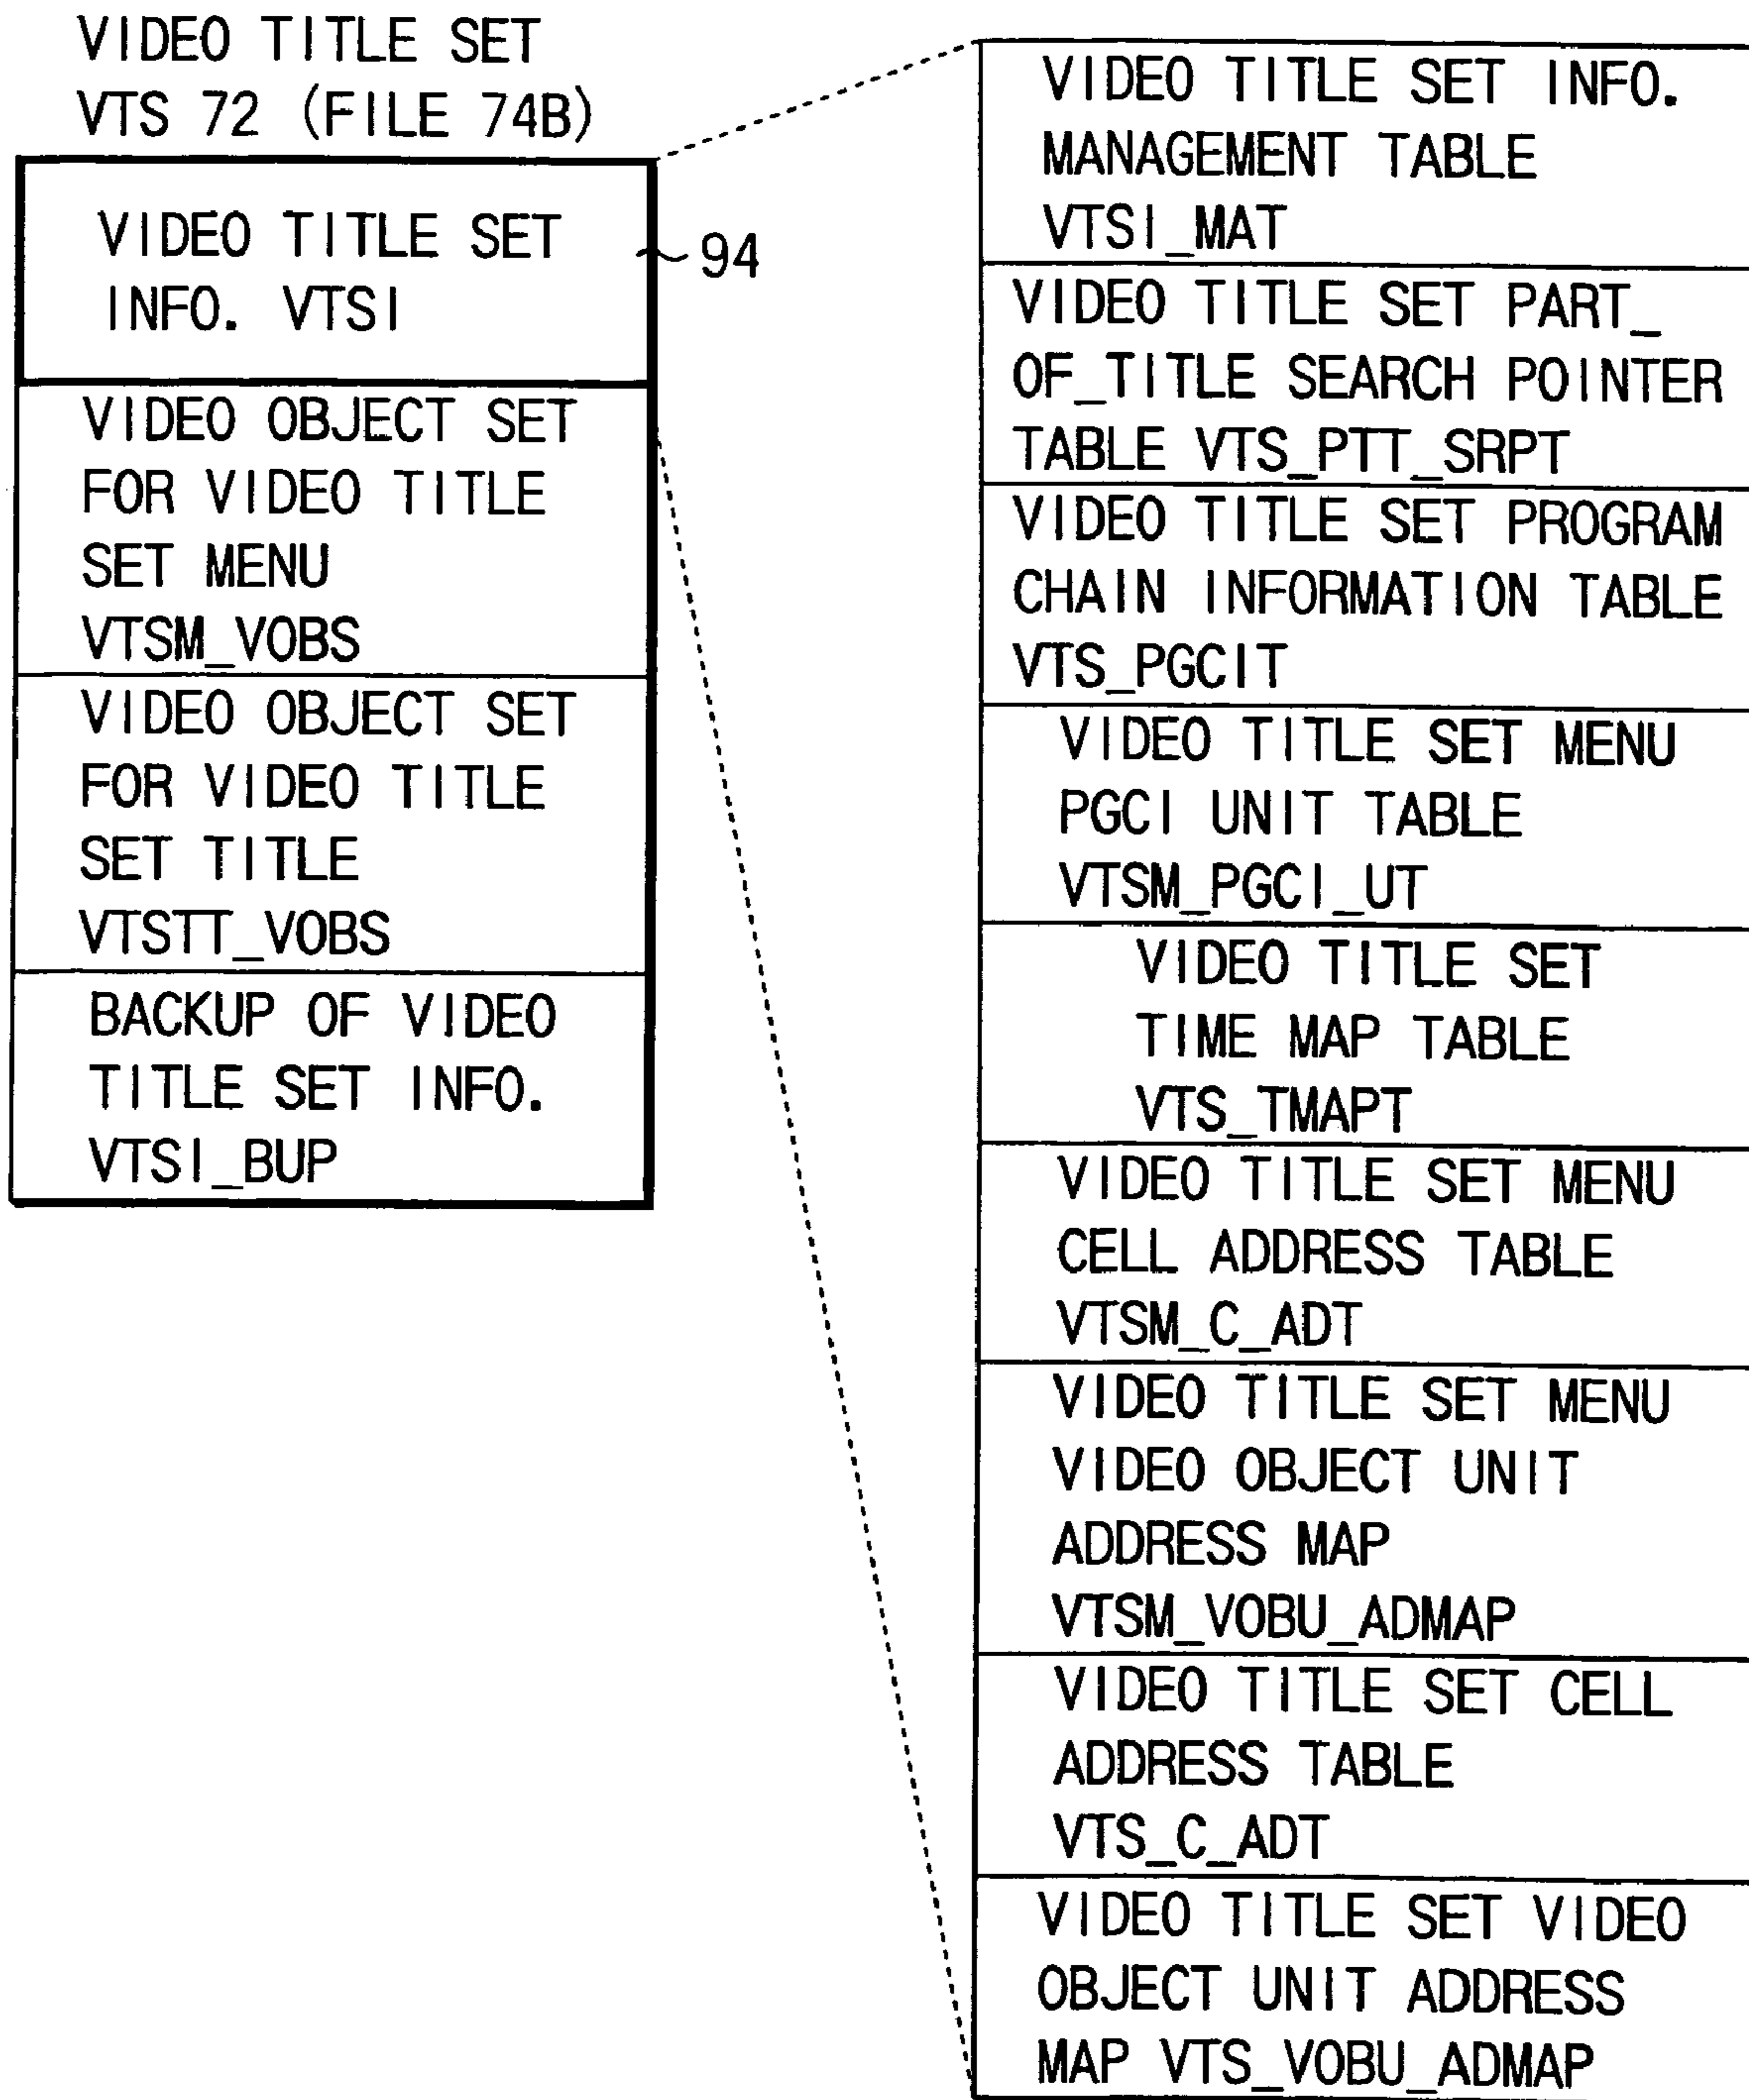 VIDEO TITLE SET
VTS 72 (FILE 74B)
VIDEO TITLE SET
INFO. VTSI
94
VIDEO OBJECT SET
FOR VIDEO TITLE
SET MENU
VTSM_VOBS
VIDEO OBJECT SET
FOR VIDEO TITLE
SET TITLE
VTSTT_VOBS
BACKUP OF VIDEO
TITLE SET INFO.
VTSI_BUP
VIDEO TITLE SET INFO.
MANAGEMENT TABLE
VTSI_MAT
VIDEO TITLE SET PART_
OF_TITLE SEARCH POINTER
TABLE VTS_PTT_SRPT
VIDEO TITLE SET PROGRAM
CHAIN INFORMATION TABLE
VTS_PGCIT
VIDEO TITLE SET MENU
PGCI UNIT TABLE
VTSM_PGCI_UT
VIDEO TITLE SET
TIME MAP TABLE
VTS_TMAPT
VIDEO TITLE SET MENU
CELL ADDRESS TABLE
VTSM_C_ADT
VIDEO TITLE SET MENU
VIDEO OBJECT UNIT
ADDRESS MAP
VTSM_VOBU_ADMAP
VIDEO TITLE SET CELL
ADDRESS TABLE
VTS_C_ADT
VIDEO TITLE SET VIDEO
OBJECT UNIT ADDRESS
MAP VTS_VOBU_ADMAP